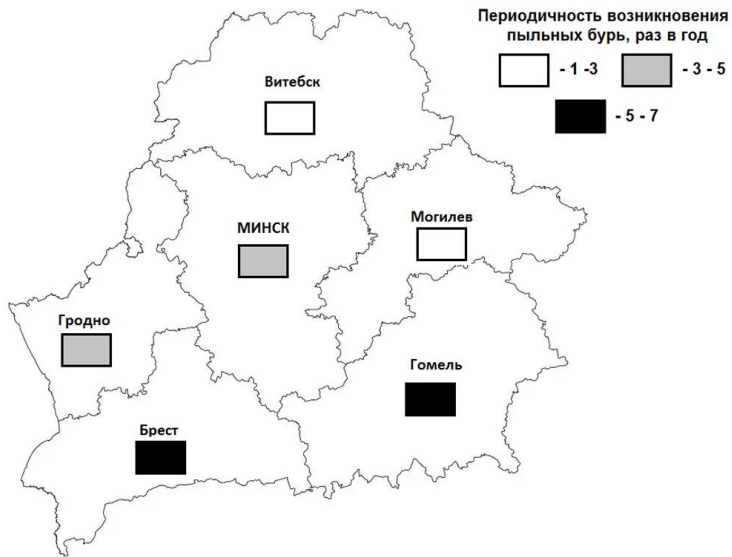 Периодичность возникновения
пыльных бурь, раз в год
- 1 -3
- 3 - 5
- 5 - 7
Витебск
Могилев
МИНСК
Гродно
Гомель
Брест